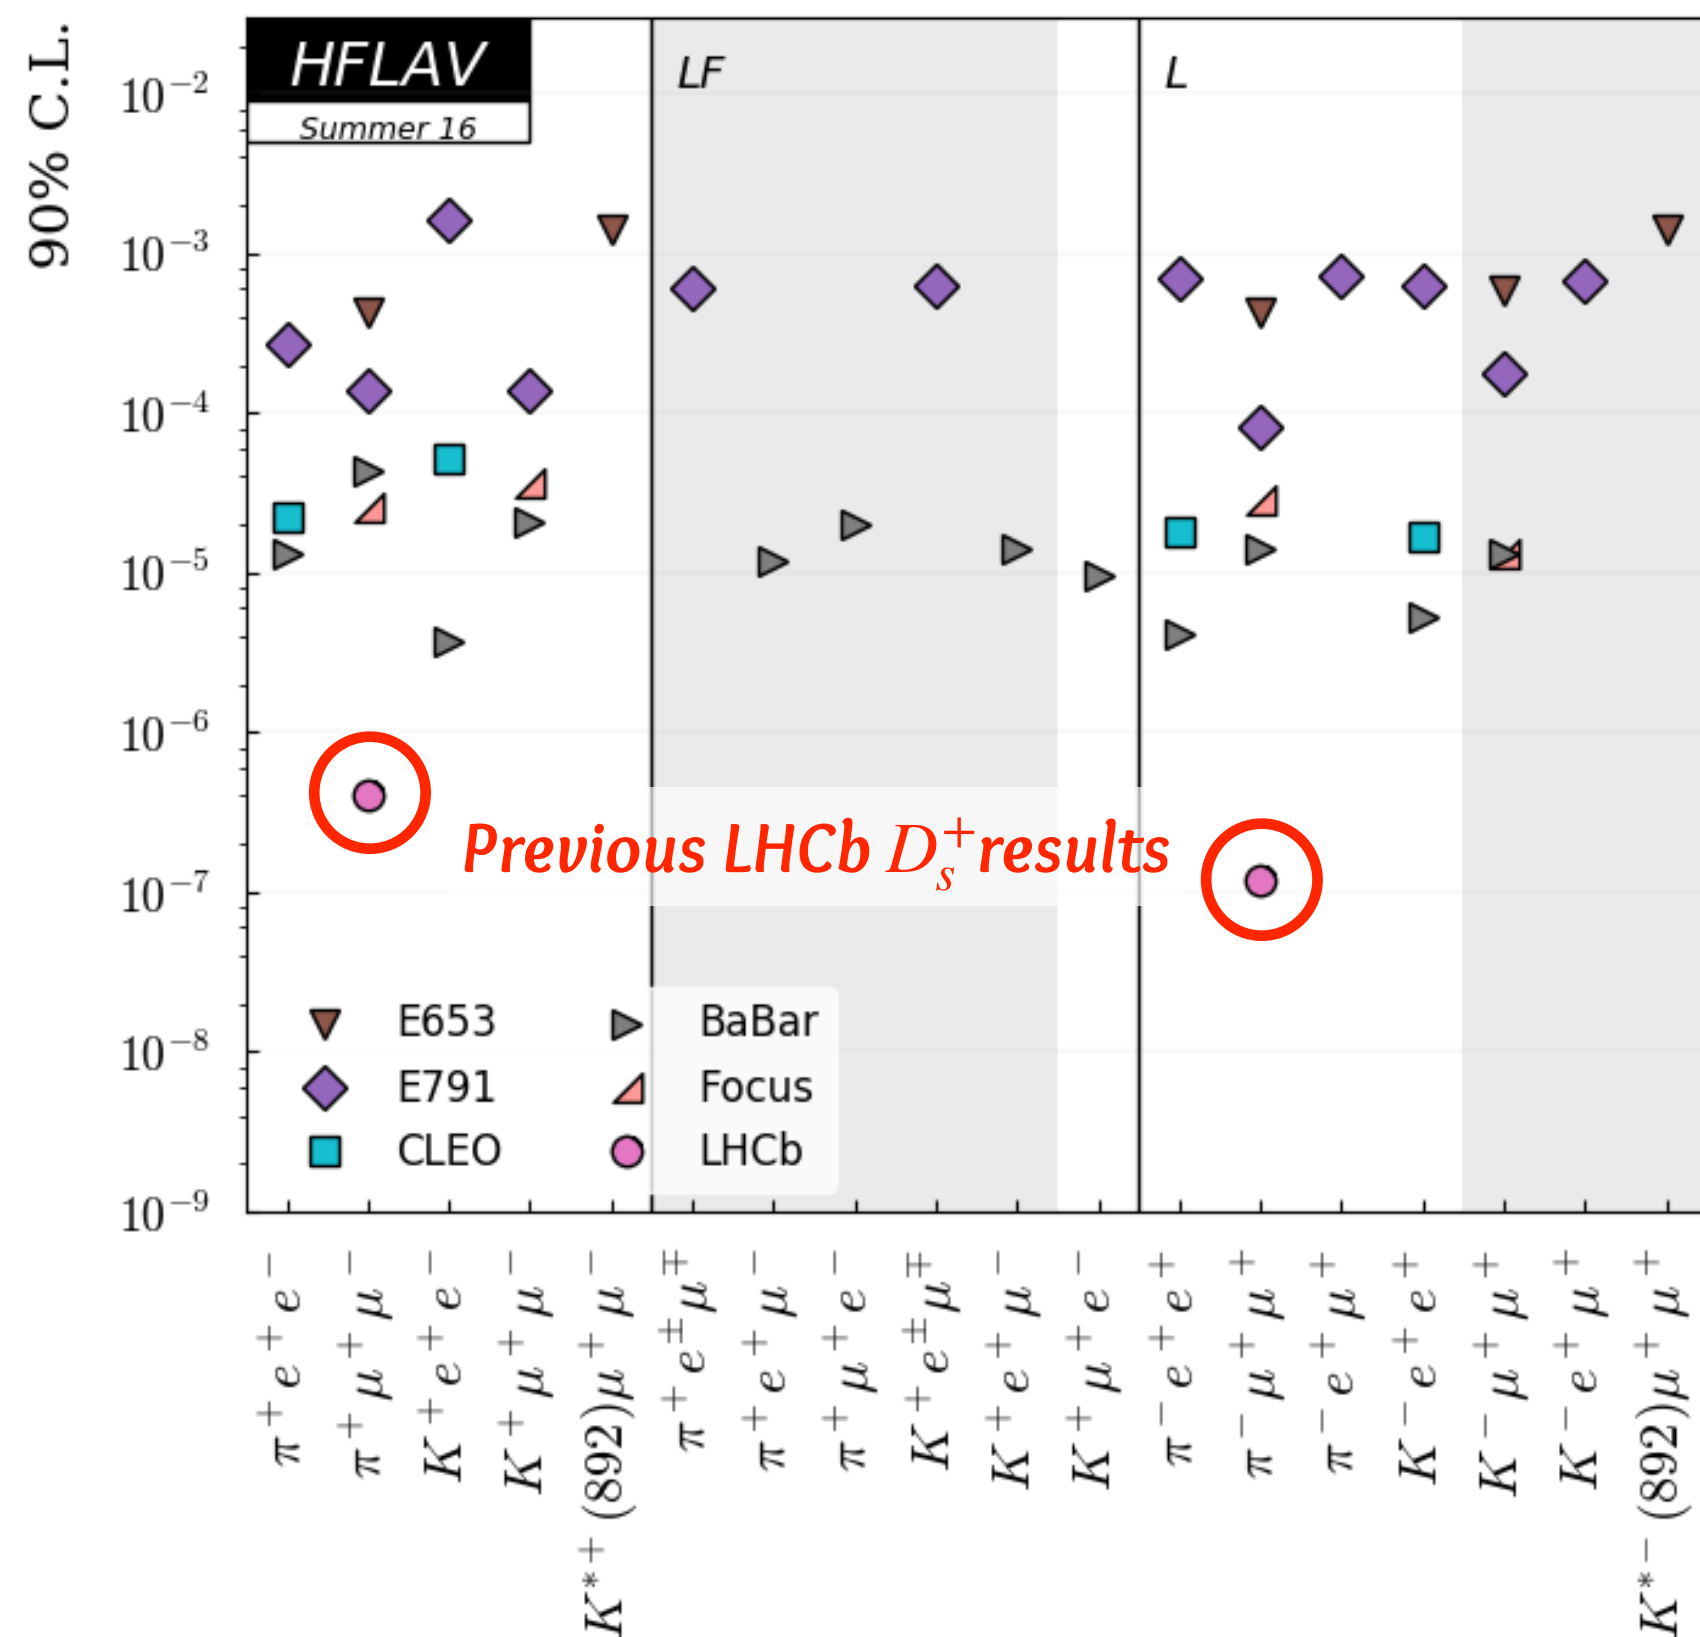 90% C.L.
HFLAV
Summer 16
LF
L
10⁻²
10⁻³
10⁻⁴
10⁻⁵
10⁻⁶
10⁻⁷
10⁻⁸
10⁻⁹
Previous LHCb Dₛ⁺ results
E653
E791
CLEO
BaBar
Focus
LHCb
π⁺e⁺e⁻
π⁺μ⁺μ⁻
K⁺e⁺e⁻
K⁺μ⁺μ⁻
K*⁺(892)μ⁺μ⁻
π⁺e±μ∓
π⁺e⁺μ⁻
π⁺μ⁺e⁻
K⁺e±μ∓
K⁺e⁺μ⁻
K⁺μ⁺e⁻
π⁻e⁺e⁺
π⁻μ⁺μ⁺
π⁻e⁺μ⁺
K⁻e⁺e⁺
K⁻μ⁺μ⁺
K⁻e⁺μ⁺
K*⁻(892)μ⁺μ⁺